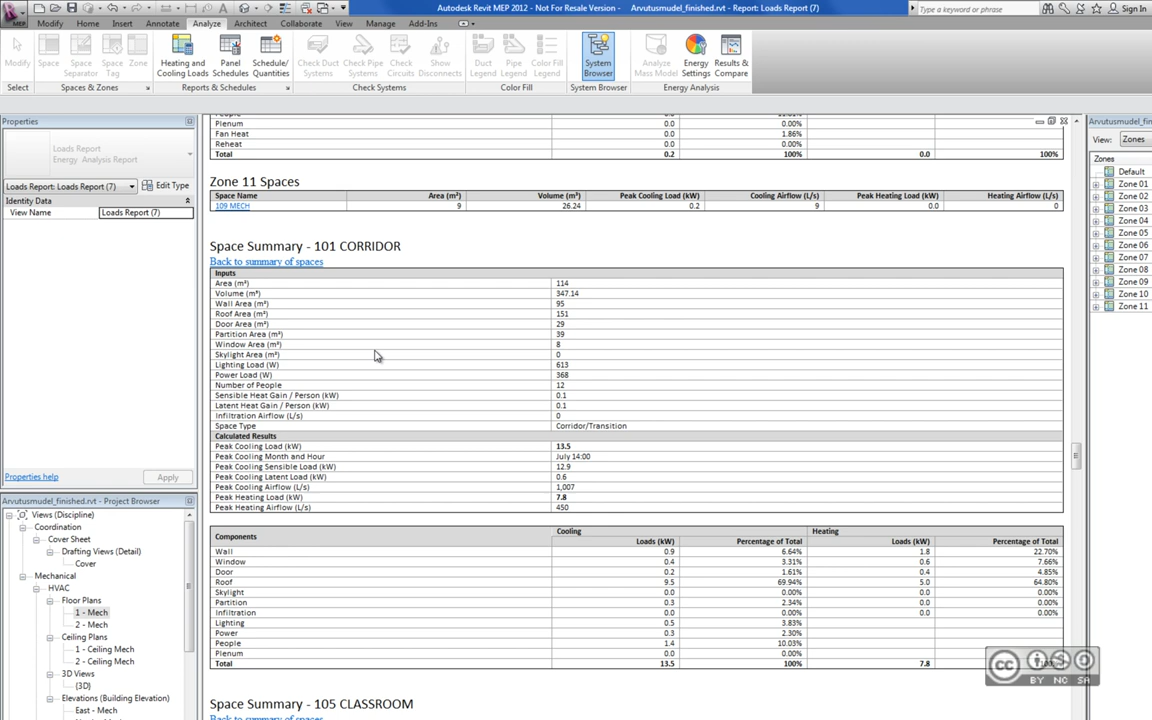 Autodesk Revit MEP 2012 - Not For Resale Version - Arvutusmudel_finished.rvt - Report: Loads Report (7)
Type a keyword or phrase
Sign In
MEP
Modify Home Insert Annotate Analyze Architect Collaborate View Manage Add-Ins
Modify
Space
Space Separator
Space Tag
Zone
Heating and Cooling Loads
Panel Schedules
Schedule/ Quantities
Check Duct Systems
Check Pipe Systems
Check Circuits
Show Disconnects
Duct Legend
Pipe Legend
Color Fill Legend
System Browser
Analyze Mass Model
Energy Settings
Results & Compare
Select
Spaces & Zones
Reports & Schedules
Check Systems
Color Fill
System Browser
Energy Analysis
Properties
Loads Report
Energy Analysis Report
Loads Report: Loads Report (7)
Edit Type
Identity Data
View Name Loads Report (7)
Properties help
Apply
Arvutusmudel_finished.rvt - Project Browser
Views (Discipline)
Coordination
Cover Sheet
Drafting Views (Detail)
Cover
Mechanical
HVAC
Floor Plans
1 - Mech
2 - Mech
Ceiling Plans
1 - Ceiling Mech
2 - Ceiling Mech
3D Views
{3D}
Elevations (Building Elevation)
East - Mech
Plenum 0.0 0.00%
Fan Heat 1.86%
Reheat 0.00%
Total 0.2 100% 0.0 100%
Zone 11 Spaces
Space Name Area (m²) Volume (m³) Peak Cooling Load (kW) Cooling Airflow (L/s) Peak Heating Load (kW) Heating Airflow (L/s)
109 MECH 9 26.24 0.2 9 0.0 0
Space Summary - 101 CORRIDOR
Back to summary of spaces
Inputs
Area (m²) 114
Volume (m³) 347.14
Wall Area (m²) 95
Roof Area (m²) 151
Door Area (m²) 29
Partition Area (m²) 39
Window Area (m²) 8
Skylight Area (m²) 0
Lighting Load (W) 613
Power Load (W) 368
Number of People 12
Sensible Heat Gain / Person (kW) 0.1
Latent Heat Gain / Person (kW) 0.1
Infiltration Airflow (L/s) 0
Space Type Corridor/Transition
Calculated Results
Peak Cooling Load (kW) 13.5
Peak Cooling Month and Hour July 14:00
Peak Cooling Sensible Load (kW) 12.9
Peak Cooling Latent Load (kW) 0.6
Peak Cooling Airflow (L/s) 1,007
Peak Heating Load (kW) 7.8
Peak Heating Airflow (L/s) 450
Components Cooling Heating
Loads (kW) Percentage of Total Loads (kW) Percentage of Total
Wall 0.9 6.64% 1.8 22.70%
Window 0.4 3.31% 0.6 7.66%
Door 0.2 1.61% 0.4 4.85%
Roof 9.5 69.94% 5.0 64.80%
Skylight 0.0 0.00% 0.0 0.00%
Partition 0.3 2.34% 0.0 0.00%
Infiltration 0.0 0.00% 0.0 0.00%
Lighting 0.5 3.83%
Power 0.3 2.30%
People 1.4 10.03%
Plenum 0.0 0.00%
Total 13.5 100% 7.8
Space Summary - 105 CLASSROOM
Back to summary of spaces
View: Zones
Zones
Default
Zone 01
Zone 02
Zone 03
Zone 04
Zone 05
Zone 06
Zone 07
Zone 08
Zone 09
Zone 10
Zone 11
cc
BY NC SA